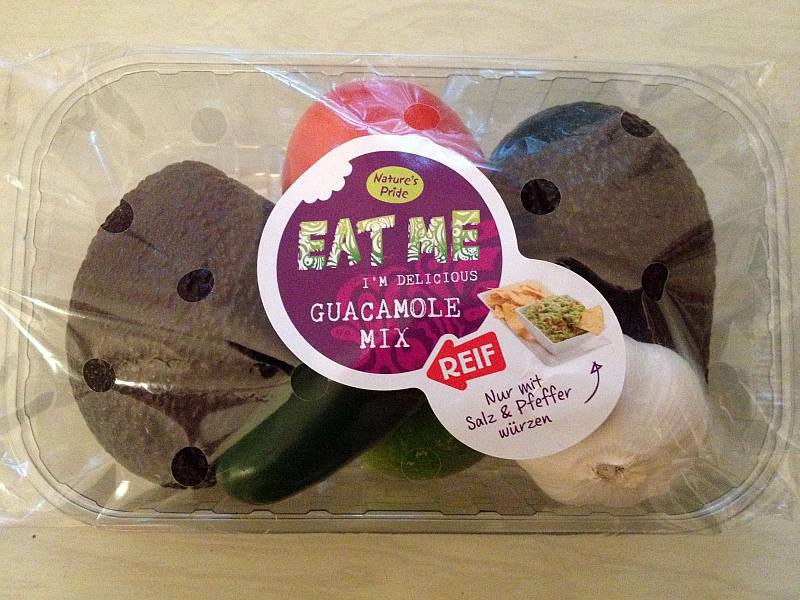 Nature's
Pride
EAT ME
I'M DELICIOUS
GUACAMOLE
MIX
REIF
Nur mit
Salz & Pfeffer
würzen